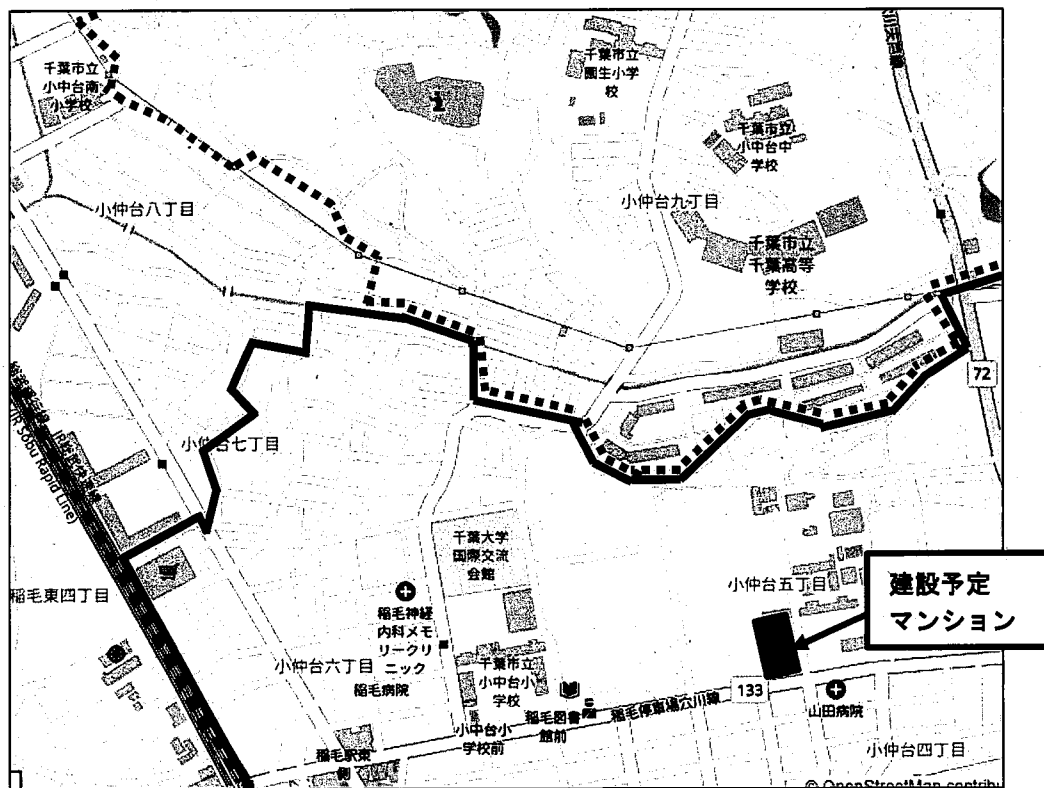 千葉市立
小中台南
小学校
千葉市立
園生小学
校
千葉市立
小中台中
学校
小仲台八丁目
小仲台九丁目
千葉市立
千葉高等
学校
72
小仲台七丁目
(JR Sobu Rapid Line)
千葉大学
国際交流
会館
小仲台五丁目
建設予定
マンション
稲毛東四丁目
稲毛神経
内科メモ
リークリ
ニック
小仲台六丁目
稲毛病院
千葉市立
小中台小
学校
133
稲毛停車場穴川線
山田病院
稲毛図書
館前
小中台小
学校前
稲毛駅東
側
小仲台四丁目
© OpenStreetMap contribu